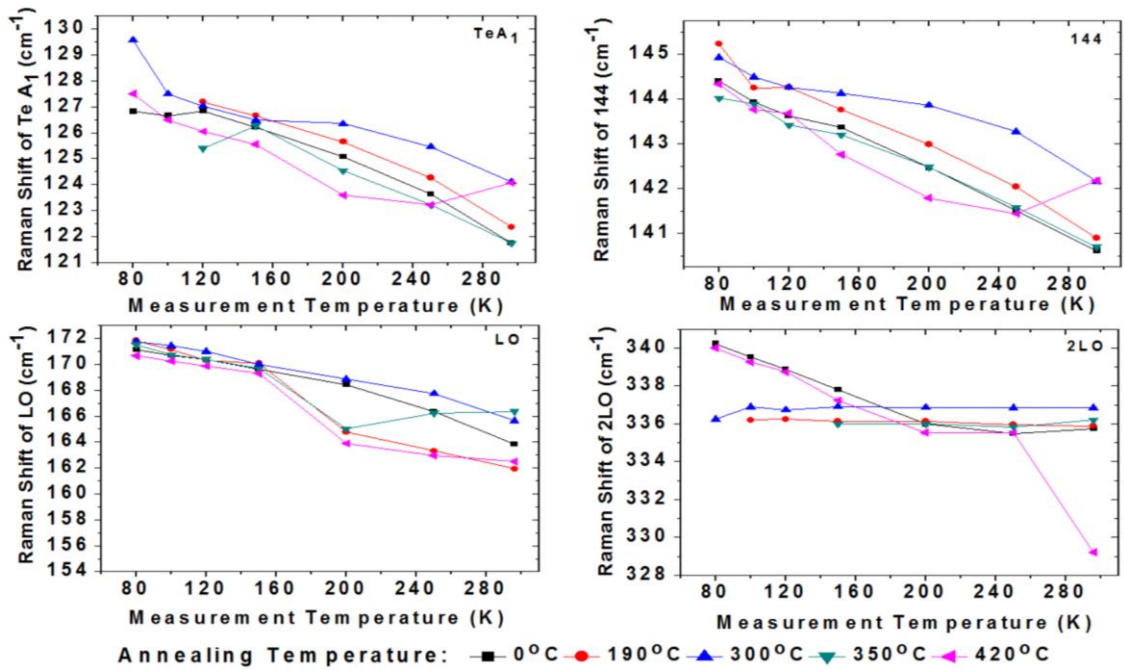 Raman Shift of Te A₁ (cm⁻¹)
130
129
128
127
126
125
124
123
122
121
TeA₁
80 120 160 200 240 280
Measurement Temperature (K)
Raman Shift of 144 (cm⁻¹)
145
144
143
142
141
144
80 120 160 200 240 280
Measurement Temperature (K)
Raman Shift of LO (cm⁻¹)
172
170
168
166
164
162
160
158
156
154
LO
80 120 160 200 240 280
Measurement Temperature (K)
Raman Shift of 2LO (cm⁻¹)
340
338
336
334
332
330
328
2LO
80 120 160 200 240 280
Measurement Temperature (K)
Annealing Temperature: 0°C 190°C 300°C 350°C 420°C